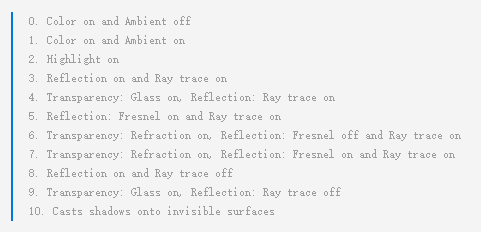 0. Color on and Ambient off
1. Color on and Ambient on
2. Highlight on
3. Reflection on and Ray trace on
4. Transparency: Glass on, Reflection: Ray trace on
5. Reflection: Fresnel on and Ray trace on
6. Transparency: Refraction on, Reflection: Fresnel off and Ray trace on
7. Transparency: Refraction on, Reflection: Fresnel on and Ray trace on
8. Reflection on and Ray trace off
9. Transparency: Glass on, Reflection: Ray trace off
10. Casts shadows onto invisible surfaces